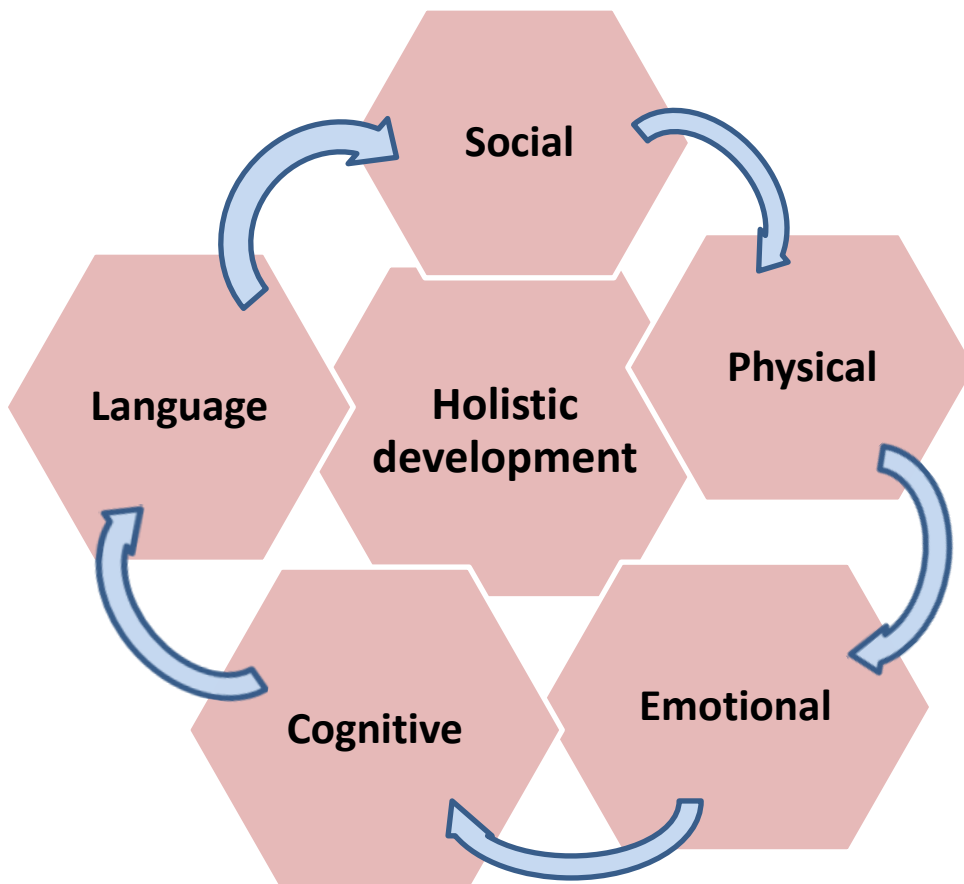 Social
Physical
Language
Holistic
development
Emotional
Cognitive